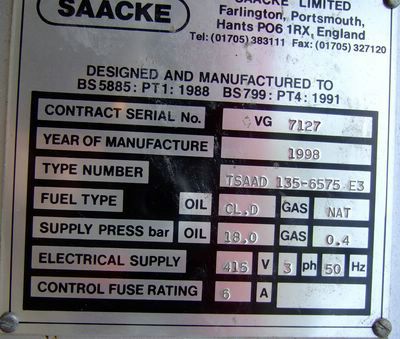 SAACKE
SAACKE LIMITED
Farlington, Portsmouth,
Hants PO6 1RX, England
Tel: (01705) 383111 Fax: (01705) 327120
DESIGNED AND MANUFACTURED TO
BS5885: PT1: 1988 BS799: PT4: 1991
CONTRACT SERIAL No. VG 7127
YEAR OF MANUFACTURE 1998
TYPE NUMBER TSAAD 135-6575 E3
FUEL TYPE OIL CL.D GAS NAT
SUPPLY PRESS bar OIL 18.0 GAS 0.4
ELECTRICAL SUPPLY 415 V 3 ph 50 Hz
CONTROL FUSE RATING 6 A